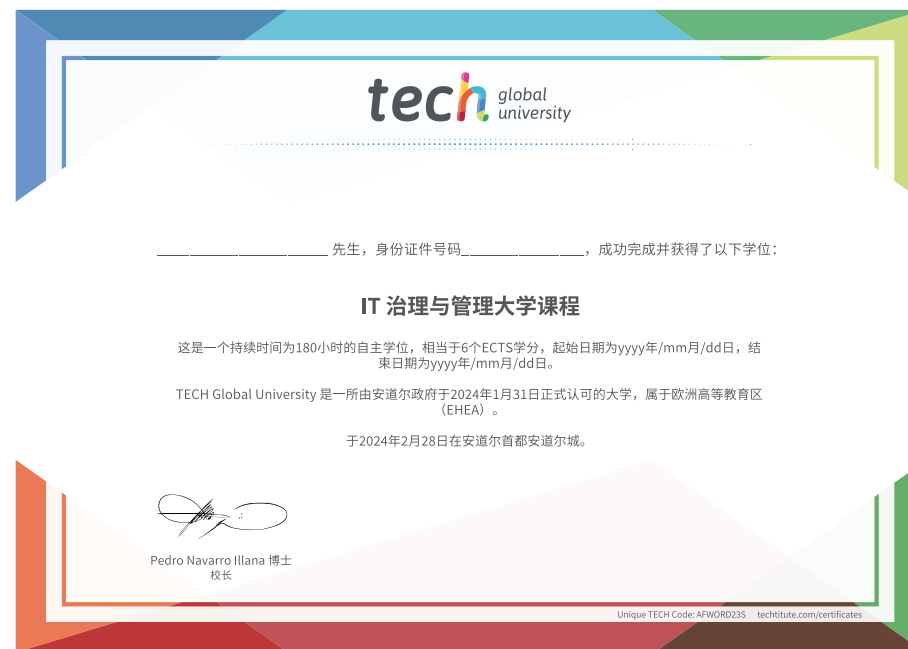 tech global university
______________________ 先生，身份证件号码________________，成功完成并获得了以下学位：
IT 治理与管理大学课程
这是一个持续时间为180小时的自主学位，相当于6个ECTS学分，起始日期为yyyy年/mm月/dd日，结
束日期为yyyy年/mm月/dd日。
TECH Global University 是一所由安道尔政府于2024年1月31日正式认可的大学，属于欧洲高等教育区
（EHEA）。
于2024年2月28日在安道尔首都安道尔城。
Pedro Navarro Illana 博士
校长
Unique TECH Code: AFWORD23S techtitute.com/certificates